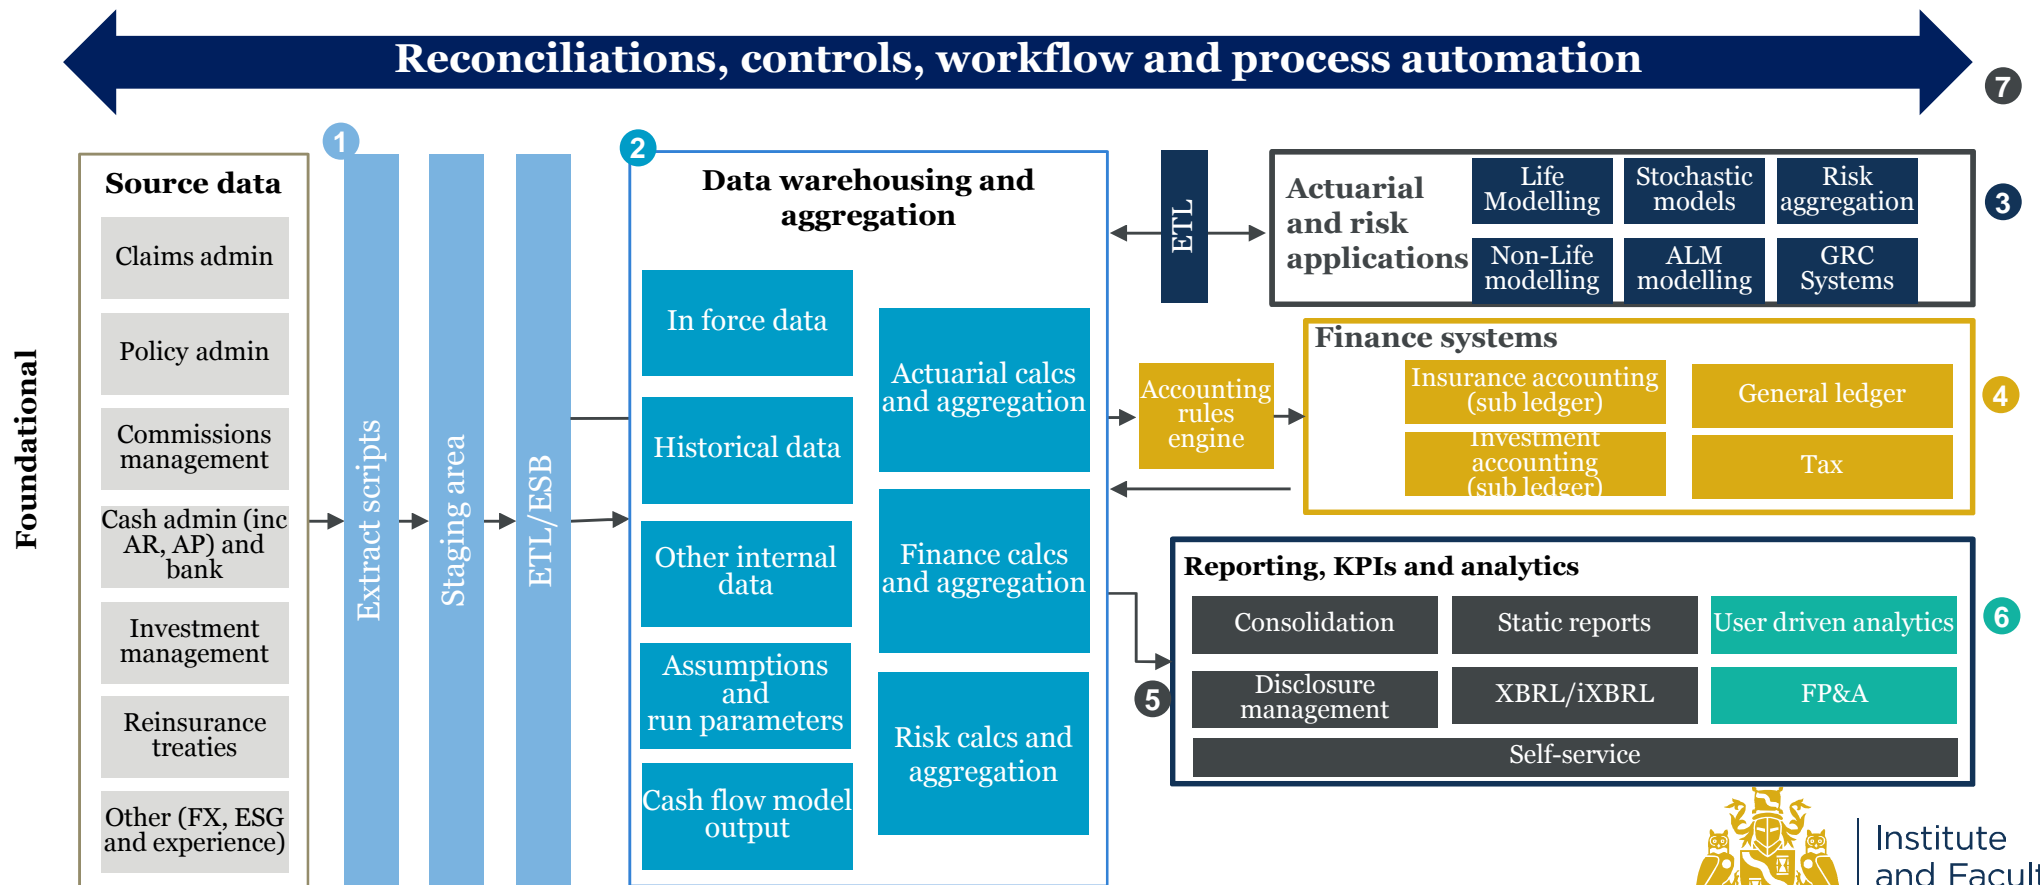 Reconciliations, controls, workflow and process automation
7
Foundational
Source data
Claims admin
Policy admin
Commissions
management
Cash admin (inc
AR, AP) and
bank
Investment
management
Reinsurance
treaties
Other (FX, ESG
and experience)
1
Extract scripts
Staging area
ETL/ESB
2
Data warehousing and
aggregation
In force data
Historical data
Other internal
data
Assumptions
and
run parameters
Cash flow model
output
Actuarial calcs
and aggregation
Finance calcs
and aggregation
Risk calcs and
aggregation
ETL
Actuarial
and risk
applications
Life
Modelling
Stochastic
models
Risk
aggregation
Non-Life
modelling
ALM
modelling
GRC
Systems
3
Accounting
rules
engine
Finance systems
Insurance accounting
(sub ledger)
General ledger
Investment
accounting
(sub ledger)
Tax
4
Reporting, KPIs and analytics
Consolidation
Static reports
User driven analytics
6
5
Disclosure
management
XBRL/iXBRL
FP&A
Self-service
Institute
and Facul